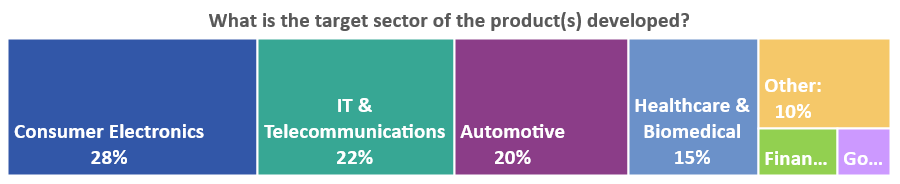 What is the target sector of the product(s) developed?
Consumer Electronics
28%
IT &
Telecommunications
22%
Automotive
20%
Healthcare &
Biomedical
15%
Other:
10%
Finan...
Go...